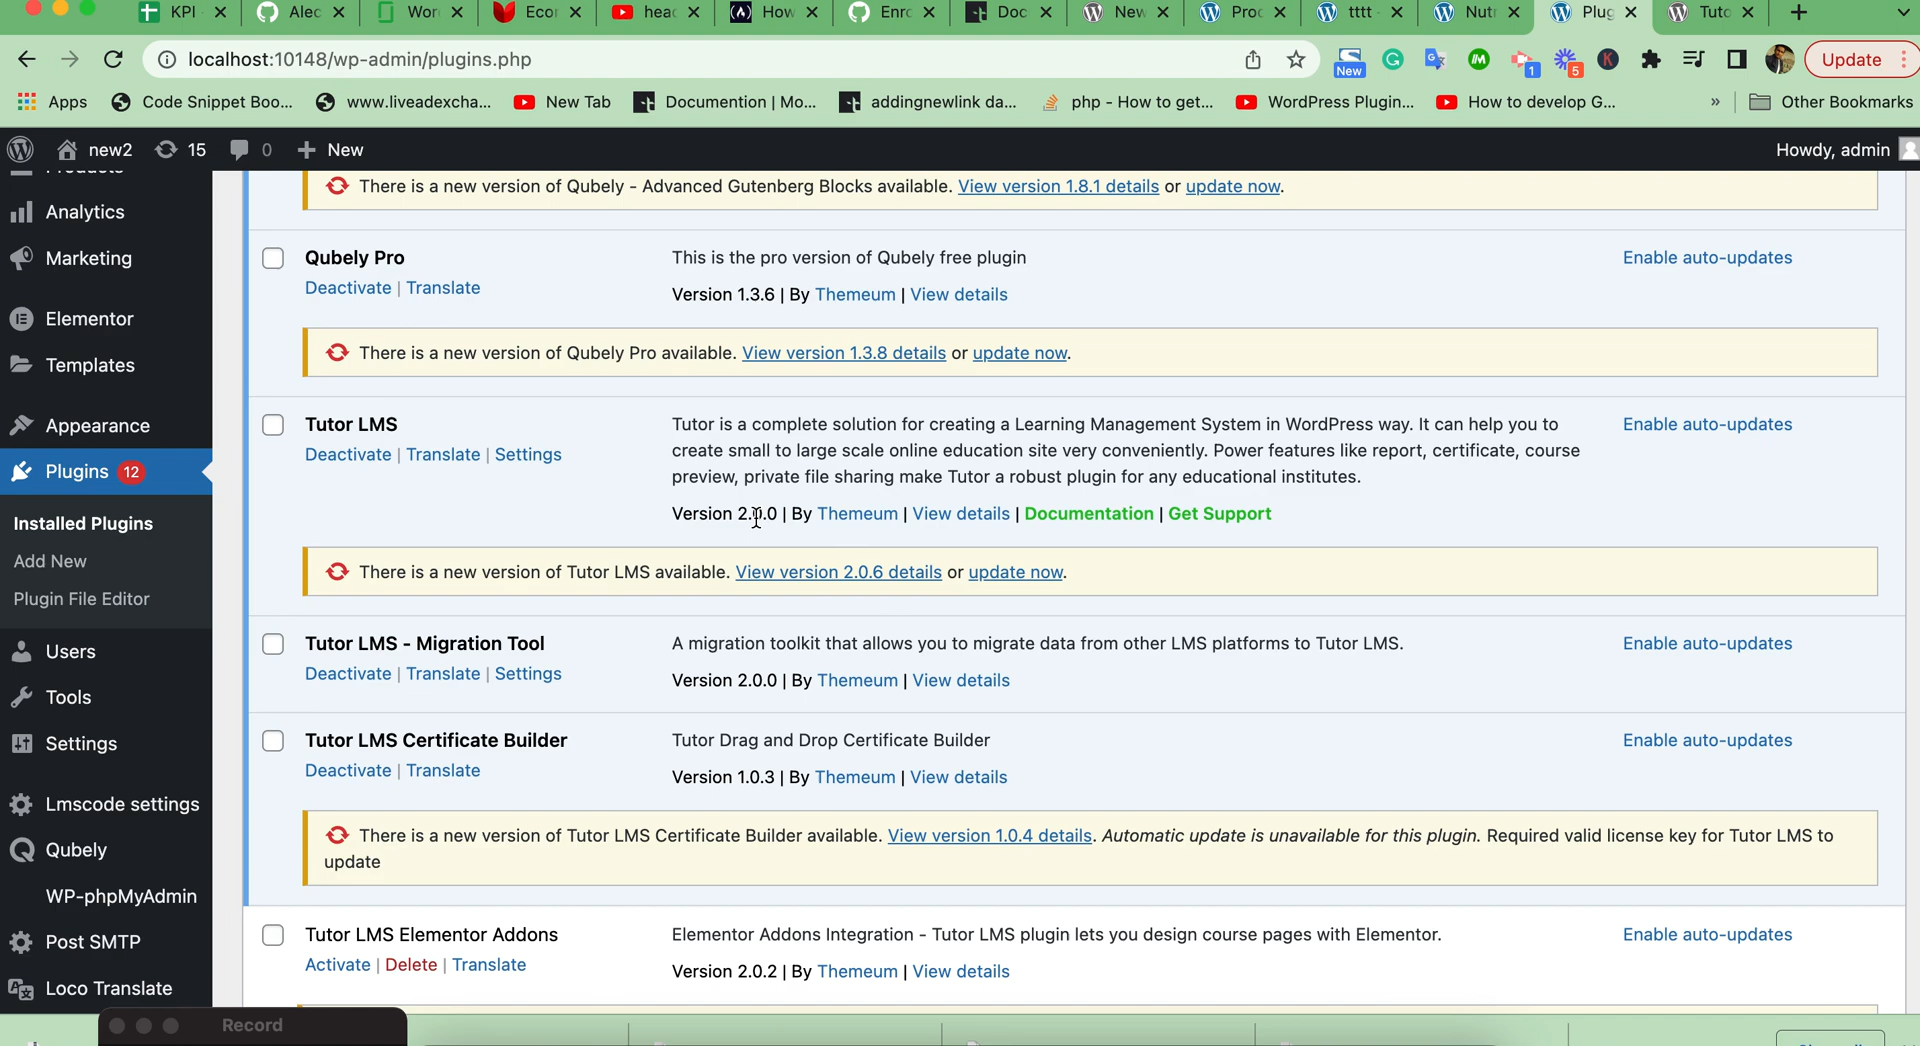 KPI
Alec
Wor
Ecor
head
How
Enro
Doc
New
Proc
tttt
Nutr
Plug
Tuto
localhost:10148/wp-admin/plugins.php
New
1
5
K
Update
Apps
Code Snippet Boo...
www.liveadexcha...
New Tab
Documention | Mo...
addingnewlink da...
php - How to get...
WordPress Plugin...
How to develop G...
»
Other Bookmarks
new2
15
0
New
Howdy, admin
Products
Analytics
Marketing
Elementor
Templates
Appearance
Plugins 12
Installed Plugins
Add New
Plugin File Editor
Users
Tools
Settings
Lmscode settings
Qubely
WP-phpMyAdmin
Post SMTP
Loco Translate
There is a new version of Qubely - Advanced Gutenberg Blocks available. View version 1.8.1 details or update now.
Qubely Pro
Deactivate | Translate
This is the pro version of Qubely free plugin
Version 1.3.6 | By Themeum | View details
Enable auto-updates
There is a new version of Qubely Pro available. View version 1.3.8 details or update now.
Tutor LMS
Deactivate | Translate | Settings
Tutor is a complete solution for creating a Learning Management System in WordPress way. It can help you to
create small to large scale online education site very conveniently. Power features like report, certificate, course
preview, private file sharing make Tutor a robust plugin for any educational institutes.
Version 2.0.0 | By Themeum | View details | Documentation | Get Support
Enable auto-updates
There is a new version of Tutor LMS available. View version 2.0.6 details or update now.
Tutor LMS - Migration Tool
Deactivate | Translate | Settings
A migration toolkit that allows you to migrate data from other LMS platforms to Tutor LMS.
Version 2.0.0 | By Themeum | View details
Enable auto-updates
Tutor LMS Certificate Builder
Deactivate | Translate
Tutor Drag and Drop Certificate Builder
Version 1.0.3 | By Themeum | View details
Enable auto-updates
There is a new version of Tutor LMS Certificate Builder available. View version 1.0.4 details. Automatic update is unavailable for this plugin. Required valid license key for Tutor LMS to
update
Tutor LMS Elementor Addons
Activate | Delete | Translate
Elementor Addons Integration - Tutor LMS plugin lets you design course pages with Elementor.
Version 2.0.2 | By Themeum | View details
Enable auto-updates
Record